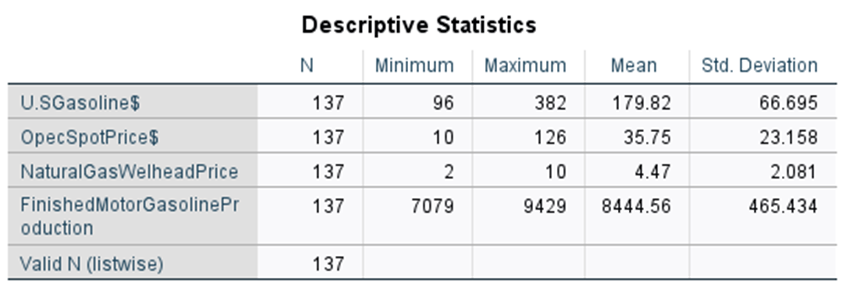 Descriptive Statistics
N Minimum Maximum Mean Std. Deviation
U.SGasoline$ 137 96 382 179.82 66.695
OpecSpotPrice$ 137 10 126 35.75 23.158
NaturalGasWelheadPrice 137 2 10 4.47 2.081
FinishedMotorGasolinePr 137 7079 9429 8444.56 465.434
oduction
Valid N (listwise) 137